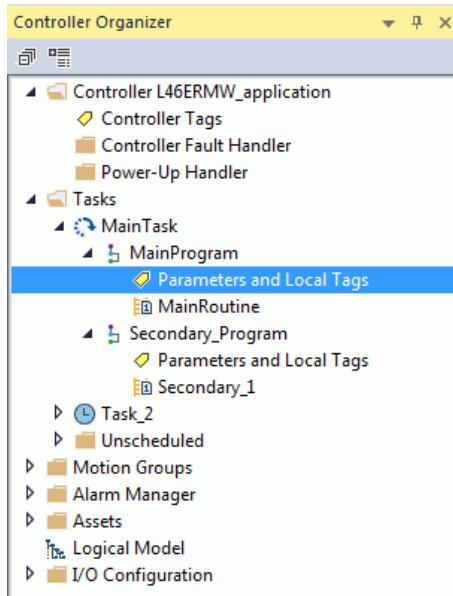 Controller Organizer
Controller L46ERMW_application
Controller Tags
Controller Fault Handler
Power-Up Handler
Tasks
MainTask
MainProgram
Parameters and Local Tags
MainRoutine
Secondary_Program
Parameters and Local Tags
Secondary_1
Task_2
Unscheduled
Motion Groups
Alarm Manager
Assets
Logical Model
I/O Configuration